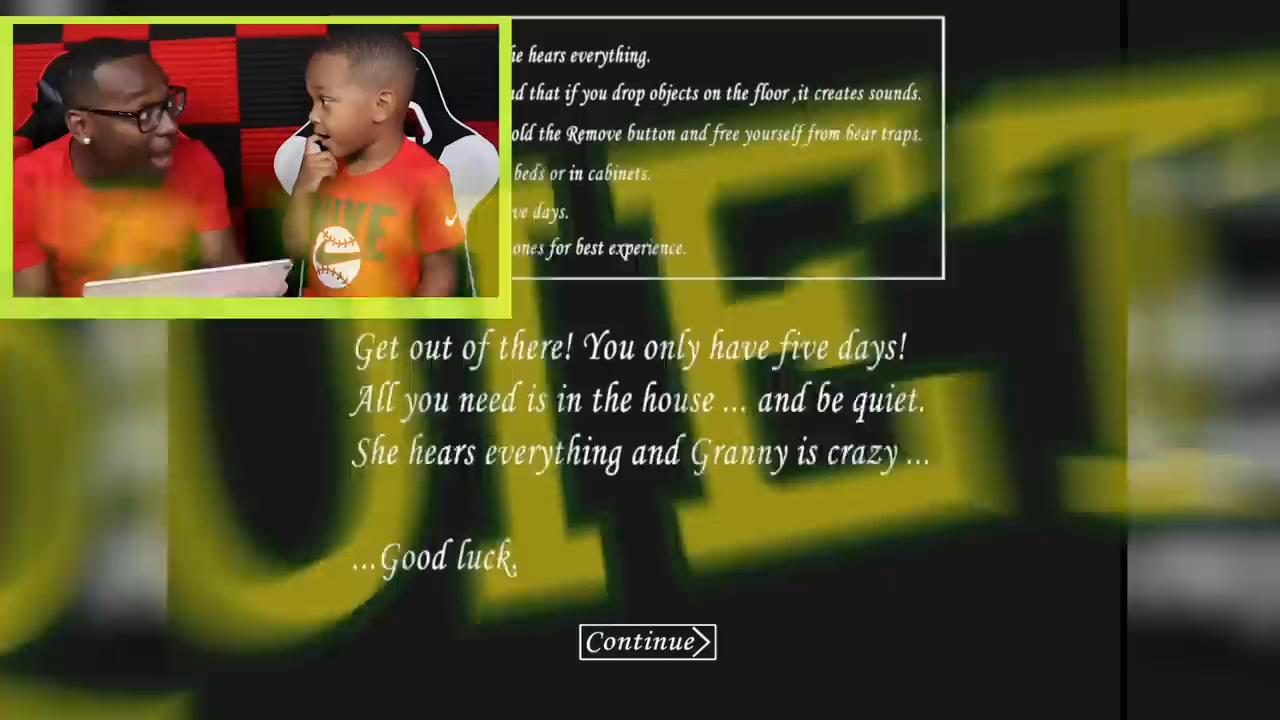 he hears everything.
that if you drop objects on the floor ,it creates sounds.
old the Remove button and free yourself from bear traps.
beds or in cabinets.
ve days.
ones for best experience.
Get out of there! You only have five days!
All you need is in the house ... and be quiet.
She hears everything and Granny is crazy ...
...Good luck.
Continue